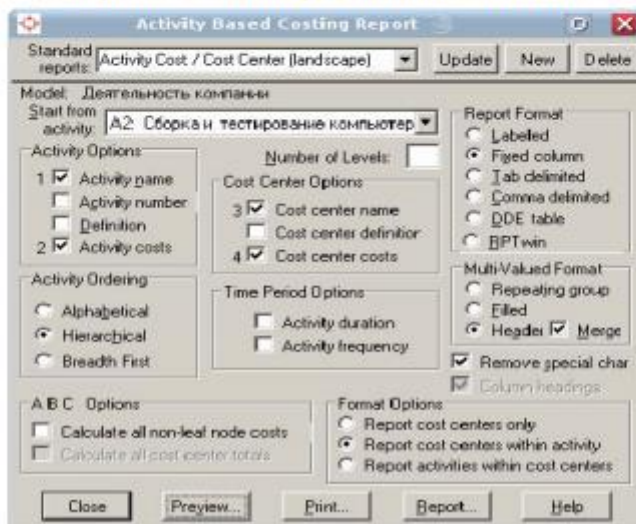 Activity Based Costing Report
Standard reports: Activity Cost / Cost Center (landscape) Update New Delete
Model: Деятельность компании
Start from activity: А2: Сборка и тестирование компьютер
Number of Levels:
Activity Options
1 Activity name
Activity number
Definition
2 Activity costs
Cost Center Options
3 Cost center name
Cost center definition
4 Cost center costs
Report Format
Labeled
Fixed column
Tab delimited
Comma delimited
DDE table
RPTwin
Activity Ordering
Alphabetical
Hierarchical
Breadth First
Time Period Options
Activity duration
Activity frequency
Multi-Valued Format
Repeating group
Filled
Header Merge
Remove special char
Column headings
A B C Options
Calculate all non-leaf node costs
Calculate all cost center totals
Format Options
Report cost centers only
Report cost centers within activity
Report activities within cost centers
Close Preview... Print... Report... Help